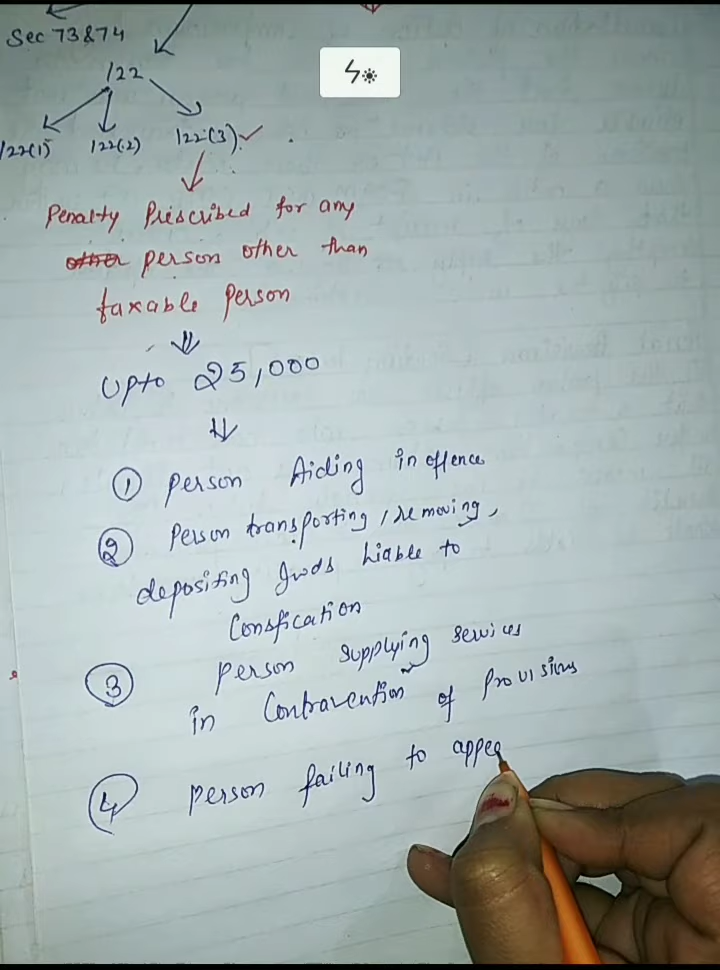 Sec 73&74
122
122(1) 122(2) 122(3)
Penalty Priscribed for any
other person other than
taxable Person
Upto 25,000
① person Aiding in offence
② Person transporting, removing,
depositing goods liable to
Consfication
③ person supplying services
in Contravention of Provisions
④ person failing to appea